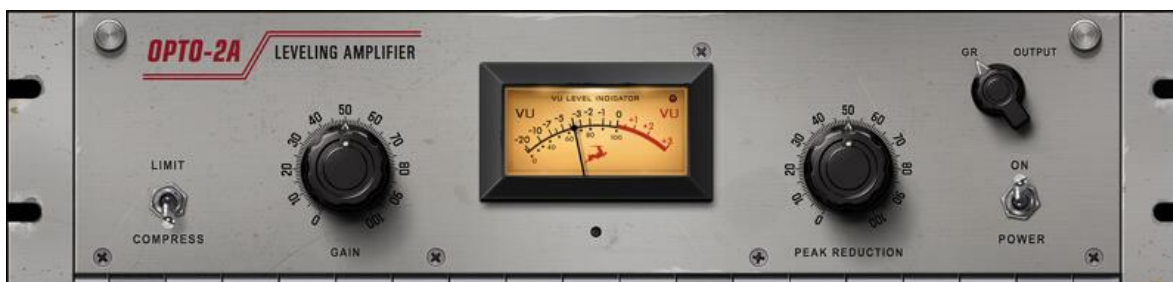 OPTO-2A LEVELING AMPLIFIER
GR OUTPUT
VU LEVEL INDICATOR
VU VU
-20 -10 -7 -5 -3 -2 -1 0 +1 +2 +3
0 40 60 80 100
LIMIT
COMPRESS
0 10 20 30 40 50 60 70 80 90 100
GAIN
0 10 20 30 40 50 60 70 80 90 100
PEAK REDUCTION
ON
POWER